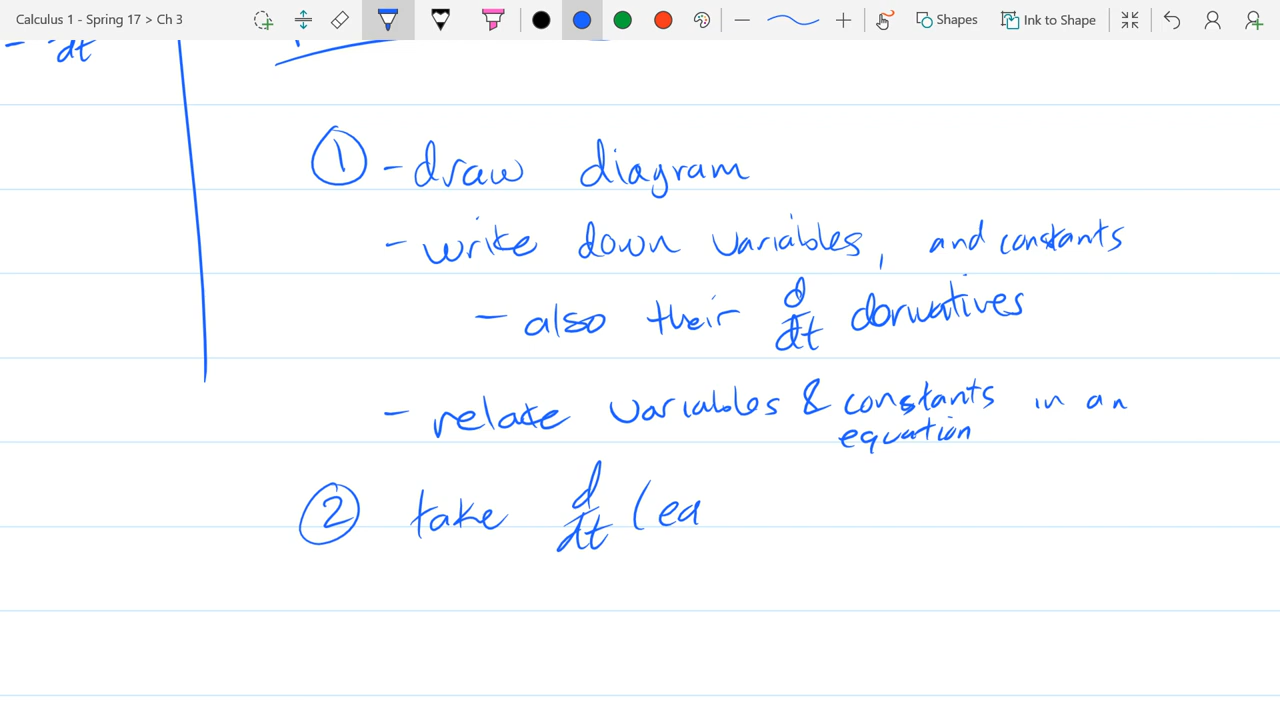 Calculus 1 - Spring 17 > Ch 3
Shapes
Ink to Shape
- dt
① - draw diagram
- write down variables, and constants
- also their d/dt derivatives
- relate variables & constants in an
equation
② take d/dt (eq